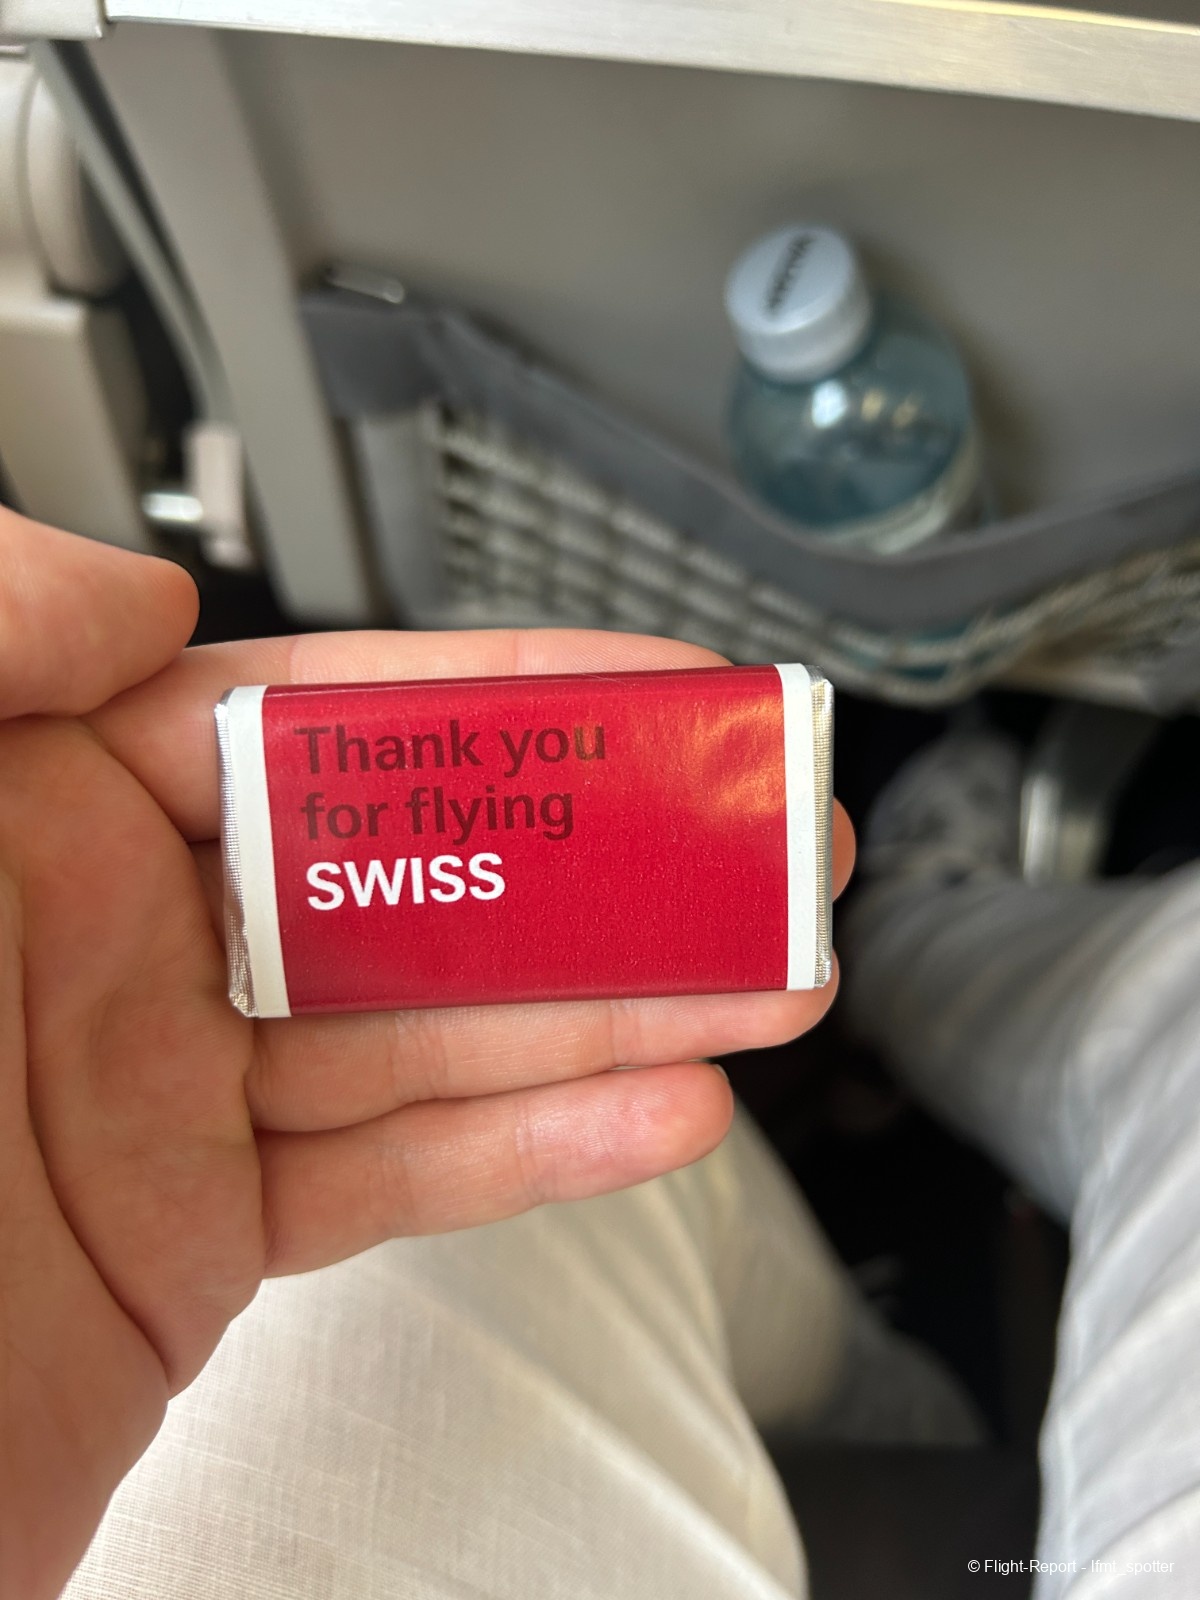 Thank you
for flying
SWISS
© Flight-Report - lfmt_spotter